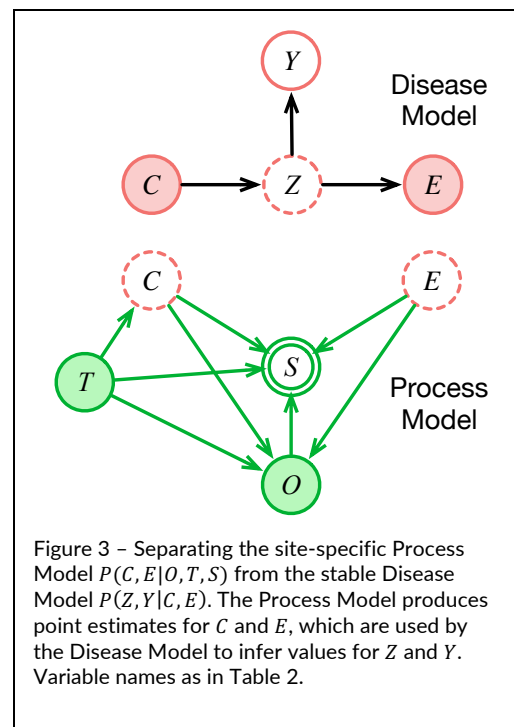 Y
Disease
Model
C
Z
E
C
E
T
S
Process
Model
O
Figure 3 – Separating the site-specific Process
Model P(C, E|O, T, S) from the stable Disease
Model P(Z, Y|C, E). The Process Model produces
point estimates for C and E, which are used by
the Disease Model to infer values for Z and Y.
Variable names as in Table 2.